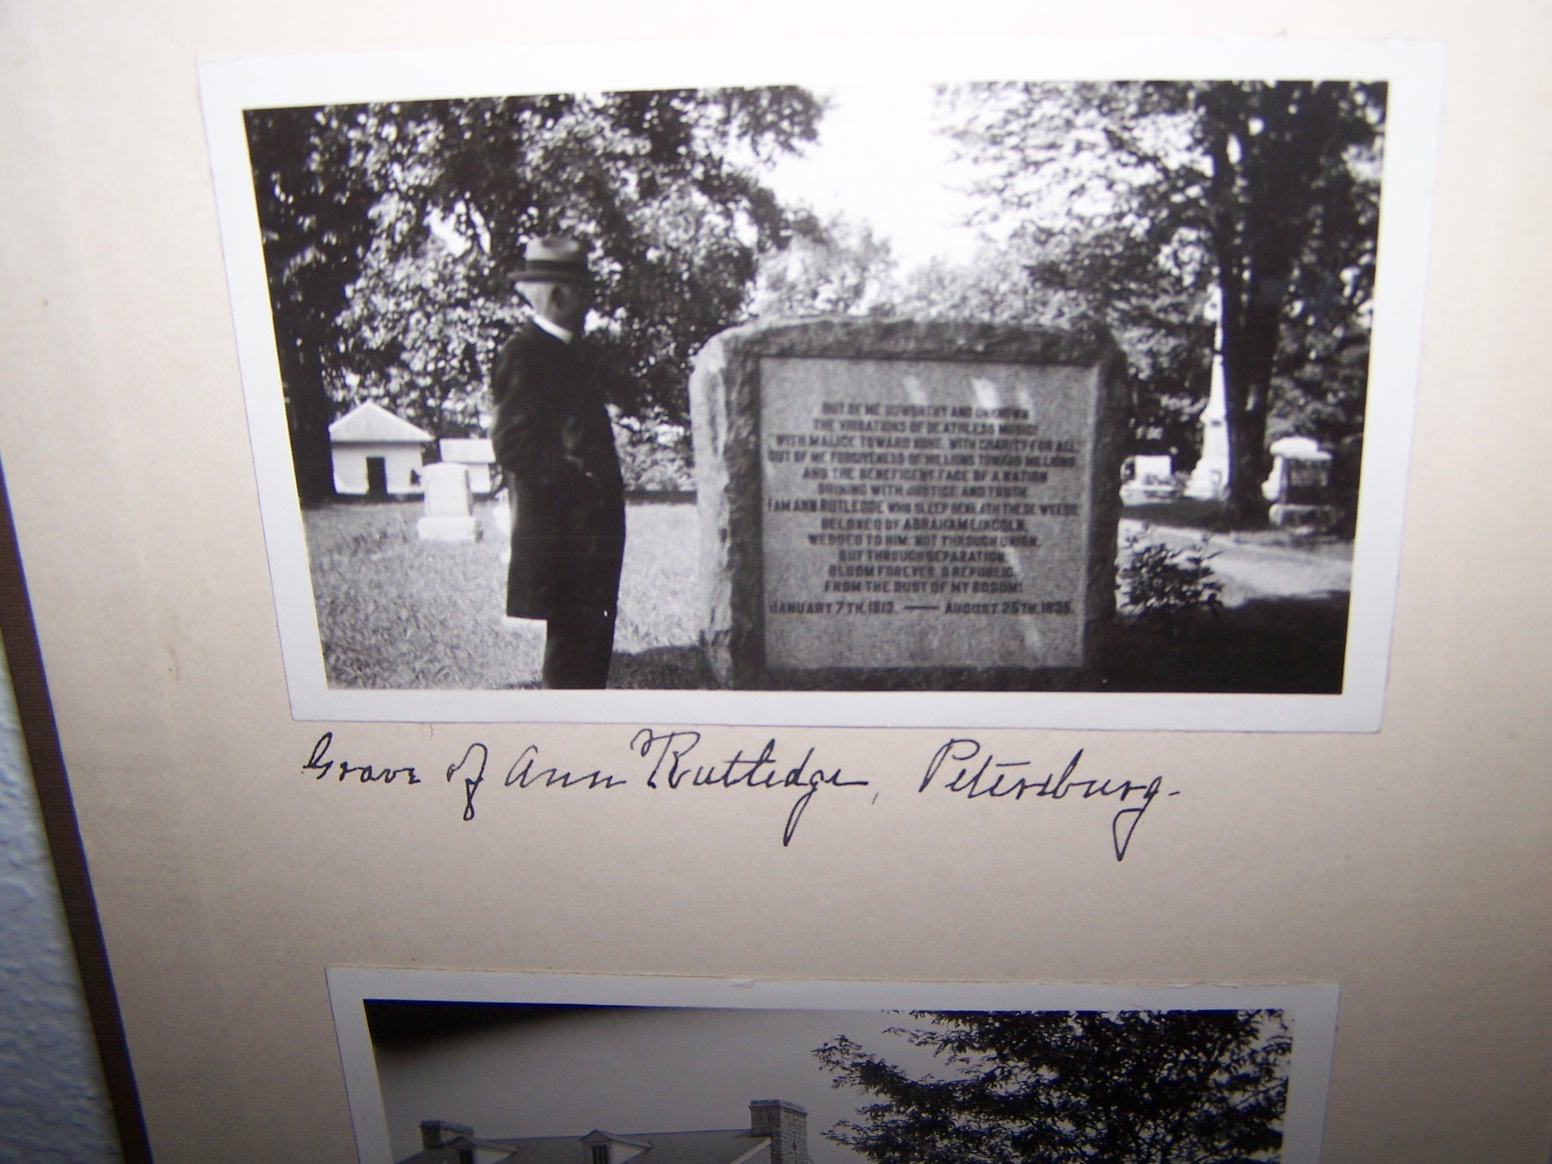 OUT OF ME UNWORTHY AND UNKNOWN
THE VIBRATIONS OF DEATHLESS MUSIC:
WITH MALICE TOWARD NONE, WITH CHARITY FOR ALL.
OUT OF ME FORGIVENESS OF MILLIONS TOWARD MILLIONS,
AND THE BENEFICENT FACE OF A NATION
SHINING WITH JUSTICE AND TRUTH.
I AM ANN RUTLEDGE WHO SLEEP BENEATH THESE WEEDS,
BELOVED OF ABRAHAM LINCOLN,
WEDDED TO HIM, NOT THROUGH UNION,
BUT THROUGH SEPARATION.
BLOOM FOREVER, O REPUBLIC,
FROM THE DUST OF MY BOSOM!
JANUARY 7TH, 1813. — AUGUST 25TH, 1835.
Grave of Ann Rutledge, Petersburg.